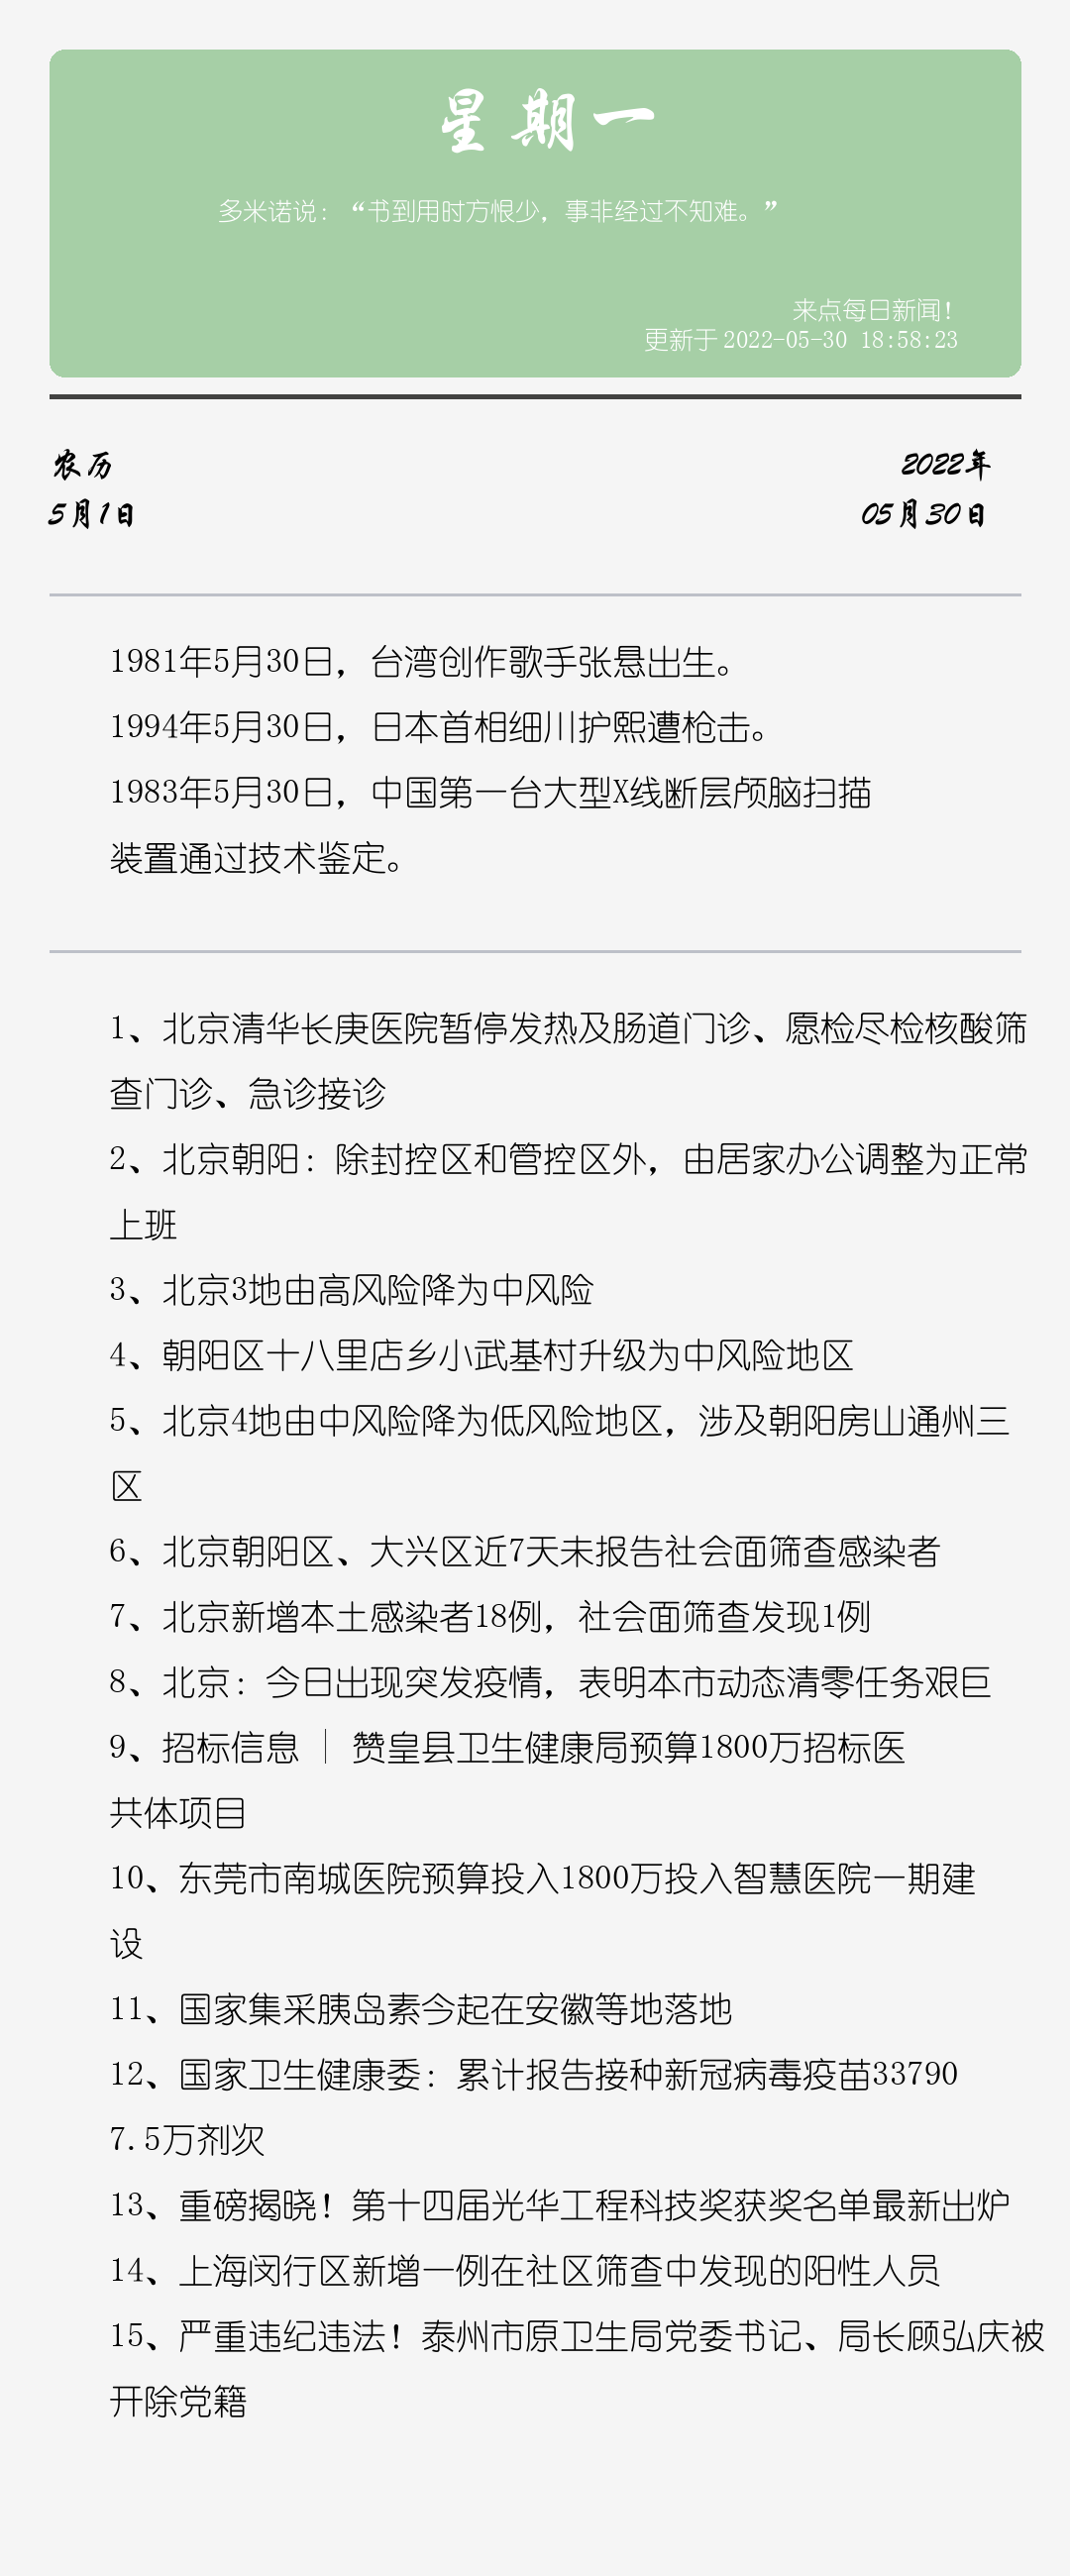 星期一
多米诺说：“书到用时方恨少，事非经过不知难。”
来点每日新闻！
更新于2022-05-30 18:58:23
农历
2022年
5月1日
05月30日
1981年5月30日，台湾创作歌手张悬出生。
1994年5月30日，日本首相细川护熙遭枪击。
1983年5月30日，中国第一台大型X线断层颅脑扫描
装置通过技术鉴定。
1、北京清华长庚医院暂停发热及肠道门诊、愿检尽检核酸筛
查门诊、急诊接诊
2、北京朝阳：除封控区和管控区外，由居家办公调整为正常
上班
3、北京3地由高风险降为中风险
4、朝阳区十八里店乡小武基村升级为中风险地区
5、北京4地由中风险降为低风险地区，涉及朝阳房山通州三
区
6、北京朝阳区、大兴区近7天未报告社会面筛查感染者
7、北京新增本土感染者18例，社会面筛查发现1例
8、北京：今日出现突发疫情，表明本市动态清零任务艰巨
9、招标信息｜赞皇县卫生健康局预算1800万招标医
共体项目
10、东莞市南城医院预算投入1800万投入智慧医院一期建
设
11、国家集采胰岛素今起在安徽等地落地
12、国家卫生健康委：累计报告接种新冠病毒疫苗33790
7.5万剂次
13、重磅揭晓！第十四届光华工程科技奖获奖名单最新出炉
14、上海闵行区新增一例在社区筛查中发现的阳性人员
15、严重违纪违法！泰州市原卫生局党委书记、局长顾弘庆被
开除党籍